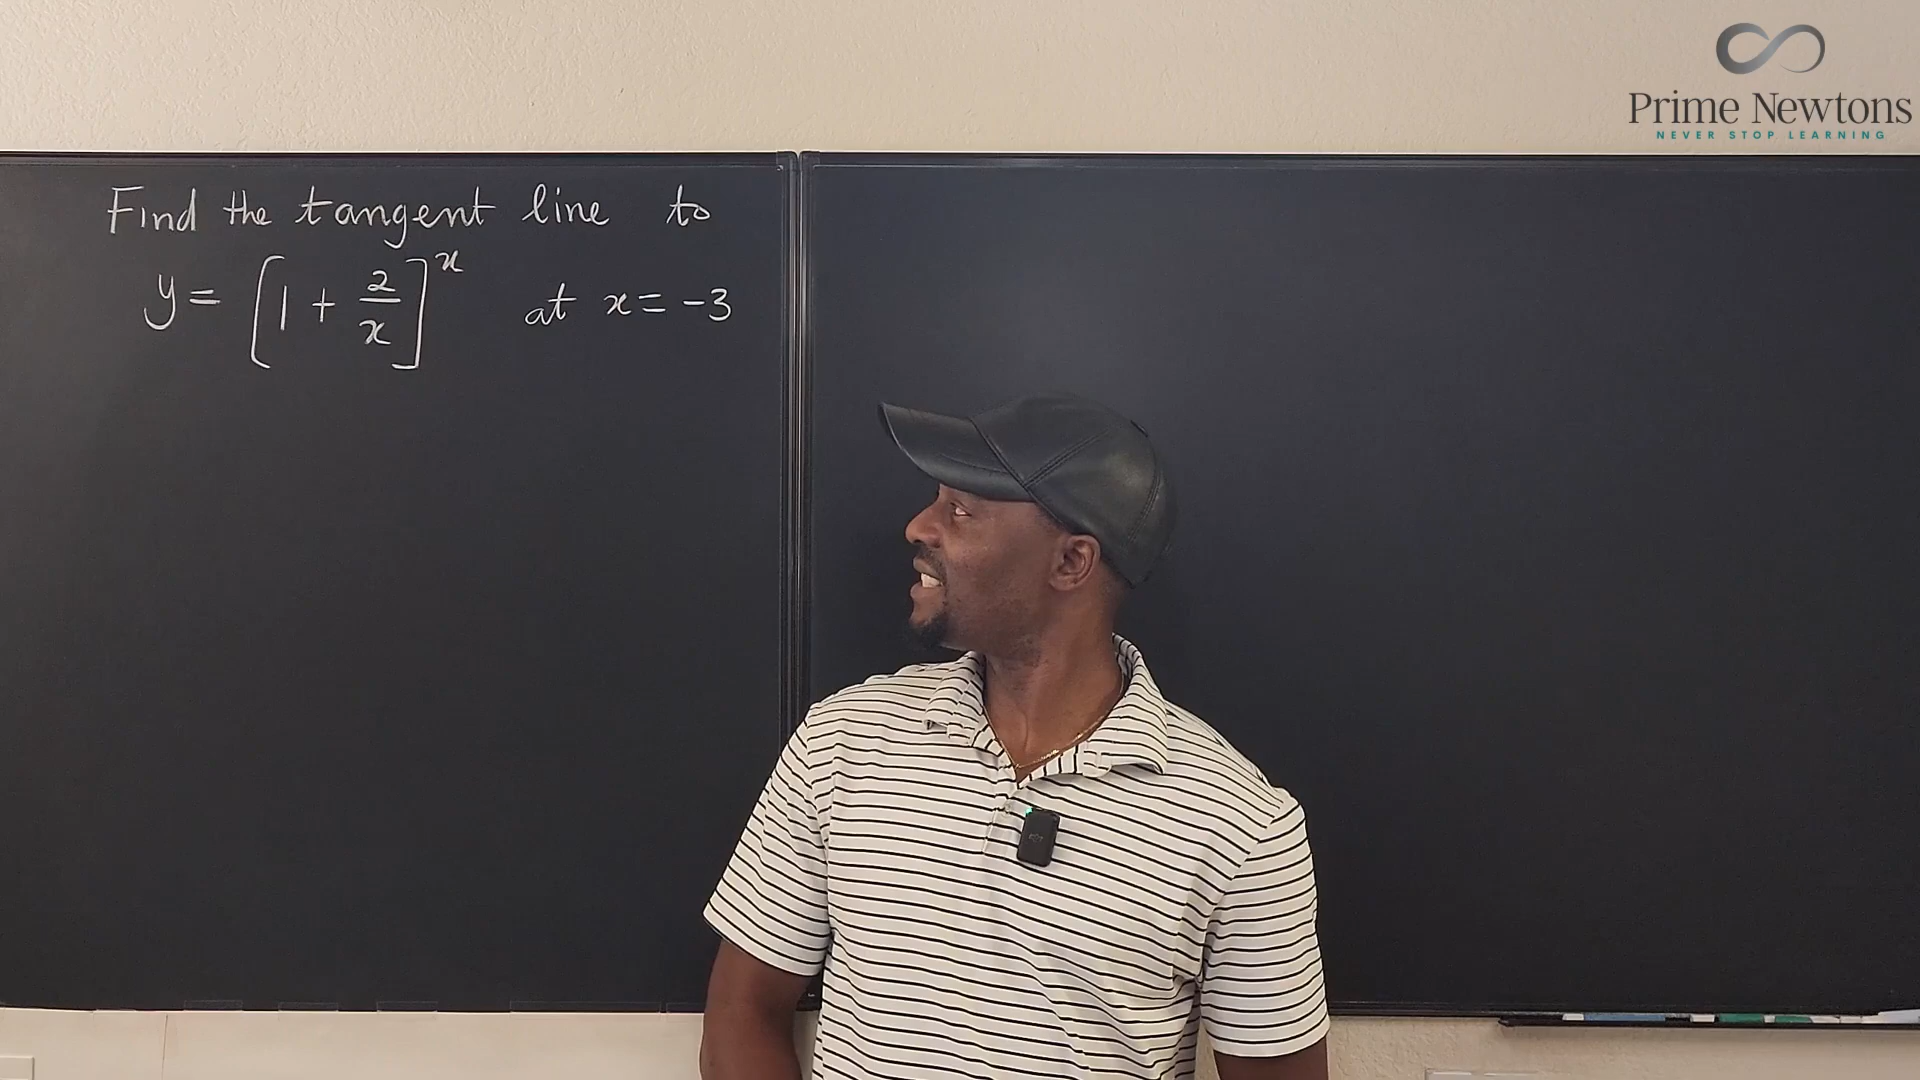 Prime Newtons
NEVER STOP LEARNING
Find the tangent line to
y = [1 + 2/x]^x at x = -3